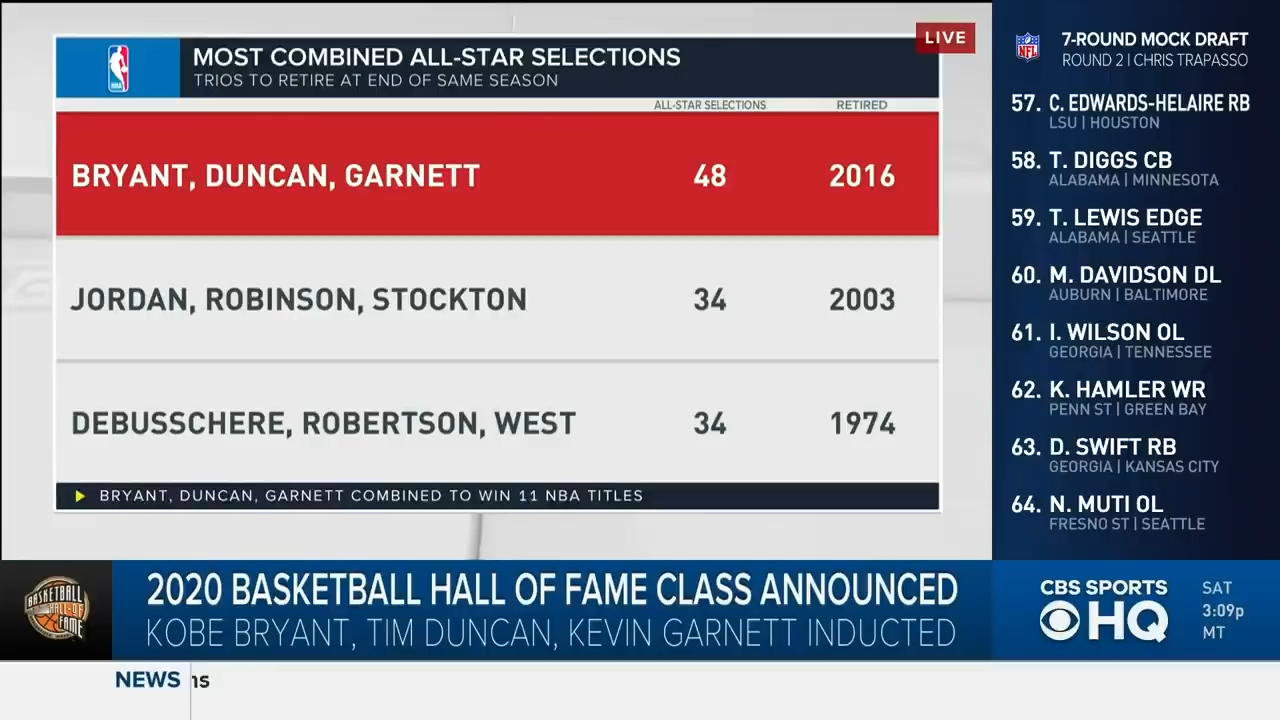 LIVE
NBA
MOST COMBINED ALL-STAR SELECTIONS
TRIOS TO RETIRE AT END OF SAME SEASON
ALL-STAR SELECTIONS RETIRED
BRYANT, DUNCAN, GARNETT 48 2016
JORDAN, ROBINSON, STOCKTON 34 2003
DEBUSSCHERE, ROBERTSON, WEST 34 1974
BRYANT, DUNCAN, GARNETT COMBINED TO WIN 11 NBA TITLES
NFL
7-ROUND MOCK DRAFT
ROUND 2 | CHRIS TRAPASSO
57. C. EDWARDS-HELAIRE RB
LSU | HOUSTON
58. T. DIGGS CB
ALABAMA | MINNESOTA
59. T. LEWIS EDGE
ALABAMA | SEATTLE
60. M. DAVIDSON DL
AUBURN | BALTIMORE
61. I. WILSON OL
GEORGIA | TENNESSEE
62. K. HAMLER WR
PENN ST | GREEN BAY
63. D. SWIFT RB
GEORGIA | KANSAS CITY
64. N. MUTI OL
FRESNO ST | SEATTLE
BASKETBALL
HALL OF
FAME
2020 BASKETBALL HALL OF FAME CLASS ANNOUNCED
KOBE BRYANT, TIM DUNCAN, KEVIN GARNETT INDUCTED
CBS SPORTS
HQ
SAT
3:09p
MT
NEWS